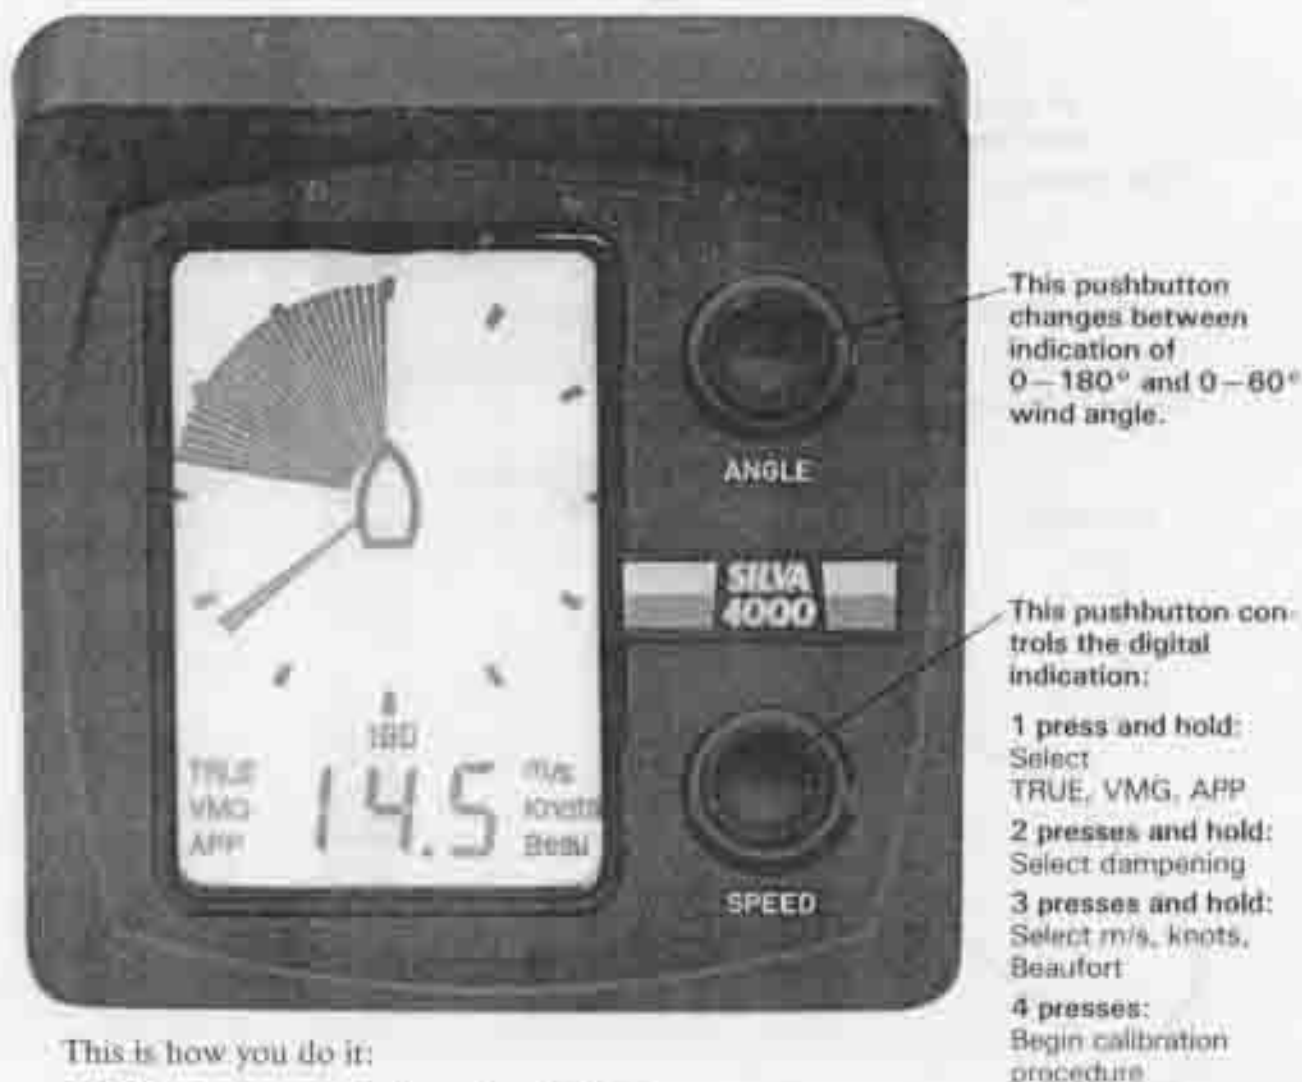 This pushbutton
changes between
indication of
0–180° and 0–60°
wind angle.
ANGLE
SILVA
4000
This pushbutton con-
trols the digital
indication:
1 press and hold:
Select
TRUE, VMG, APP
2 presses and hold:
Select dampening
3 presses and hold:
Select m/s, knots,
Beaufort
4 presses:
Begin calibration
procedure
180
TRUE
VMG
APP
14.5
m/s
Knots
Beau
SPEED
This is how you do it: